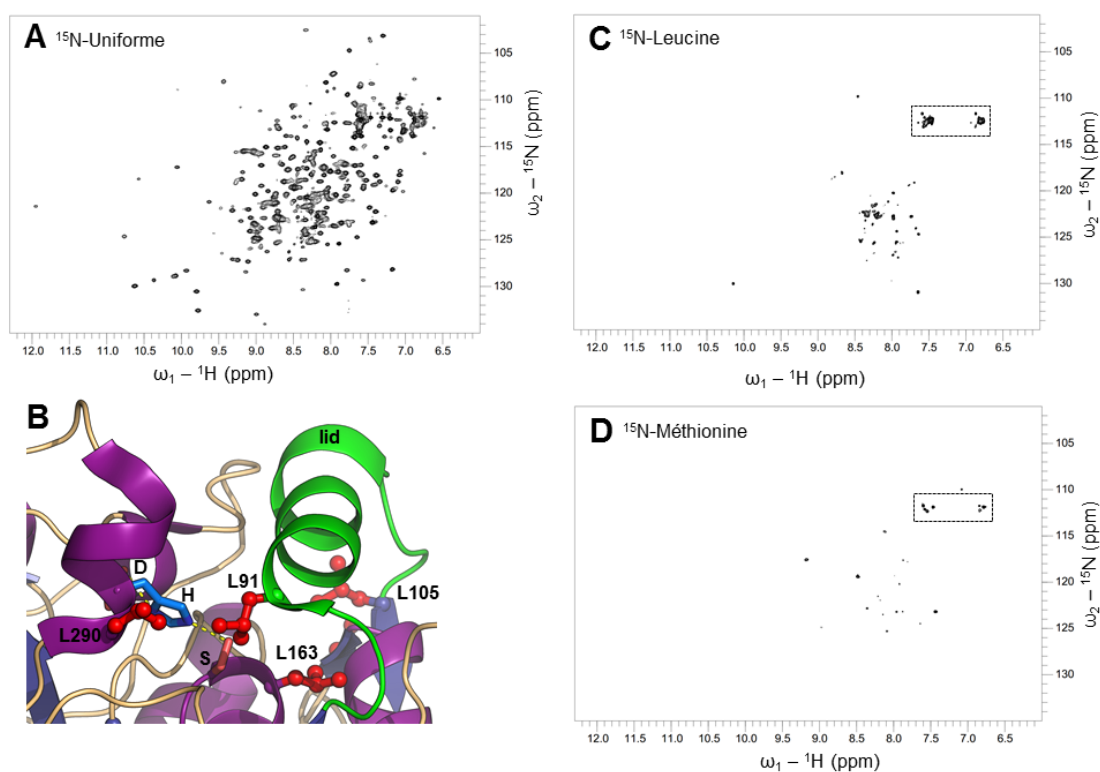 A ¹⁵N-Uniforme
105
110
115
120
125
130
ω₂ – ¹⁵N (ppm)
12.0 11.5 11.0 10.5 10.0 9.5 9.0 8.5 8.0 7.5 7.0 6.5
ω₁ – ¹H (ppm)
C ¹⁵N-Leucine
105
110
115
120
125
130
ω₂ – ¹⁵N (ppm)
12.0 11.5 11.0 10.5 10.0 9.5 9.0 8.5 8.0 7.5 7.0 6.5
ω₁ – ¹H (ppm)
B
lid
D
H
L91
L105
L290
S
L163
D ¹⁵N-Méthionine
105
110
115
120
125
130
ω₂ – ¹⁵N (ppm)
12.0 11.5 11.0 10.5 10.0 9.5 9.0 8.5 8.0 7.5 7.0 6.5
ω₁ – ¹H (ppm)